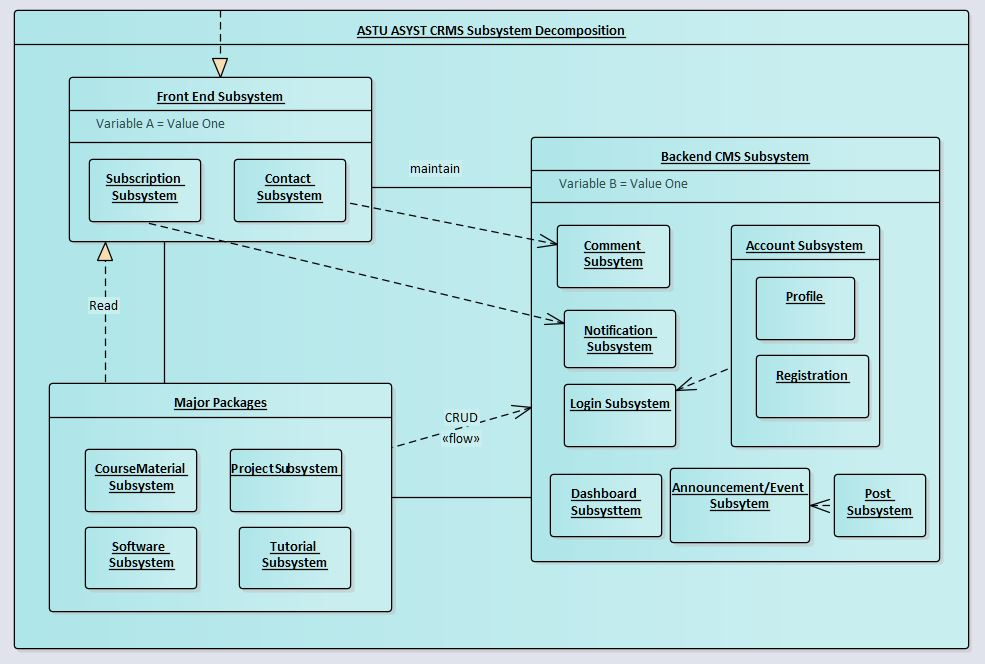 ASTU ASYST CRMS Subsystem Decomposition
Front End Subsystem
Variable A = Value One
Subscription
Subsystem
Contact
Subsystem
maintain
Backend CMS Subsystem
Variable B = Value One
Comment
Subsytem
Account Subsystem
Profile
Registration
Notification
Subsystem
Login Subsystem
Read
CRUD
«flow»
Major Packages
CourseMaterial
Subsystem
ProjectSubsystem
Software
Subsystem
Tutorial
Subsystem
Dashboard
Subsysttem
Announcement/Event
Subsytem
Post
Subsystem